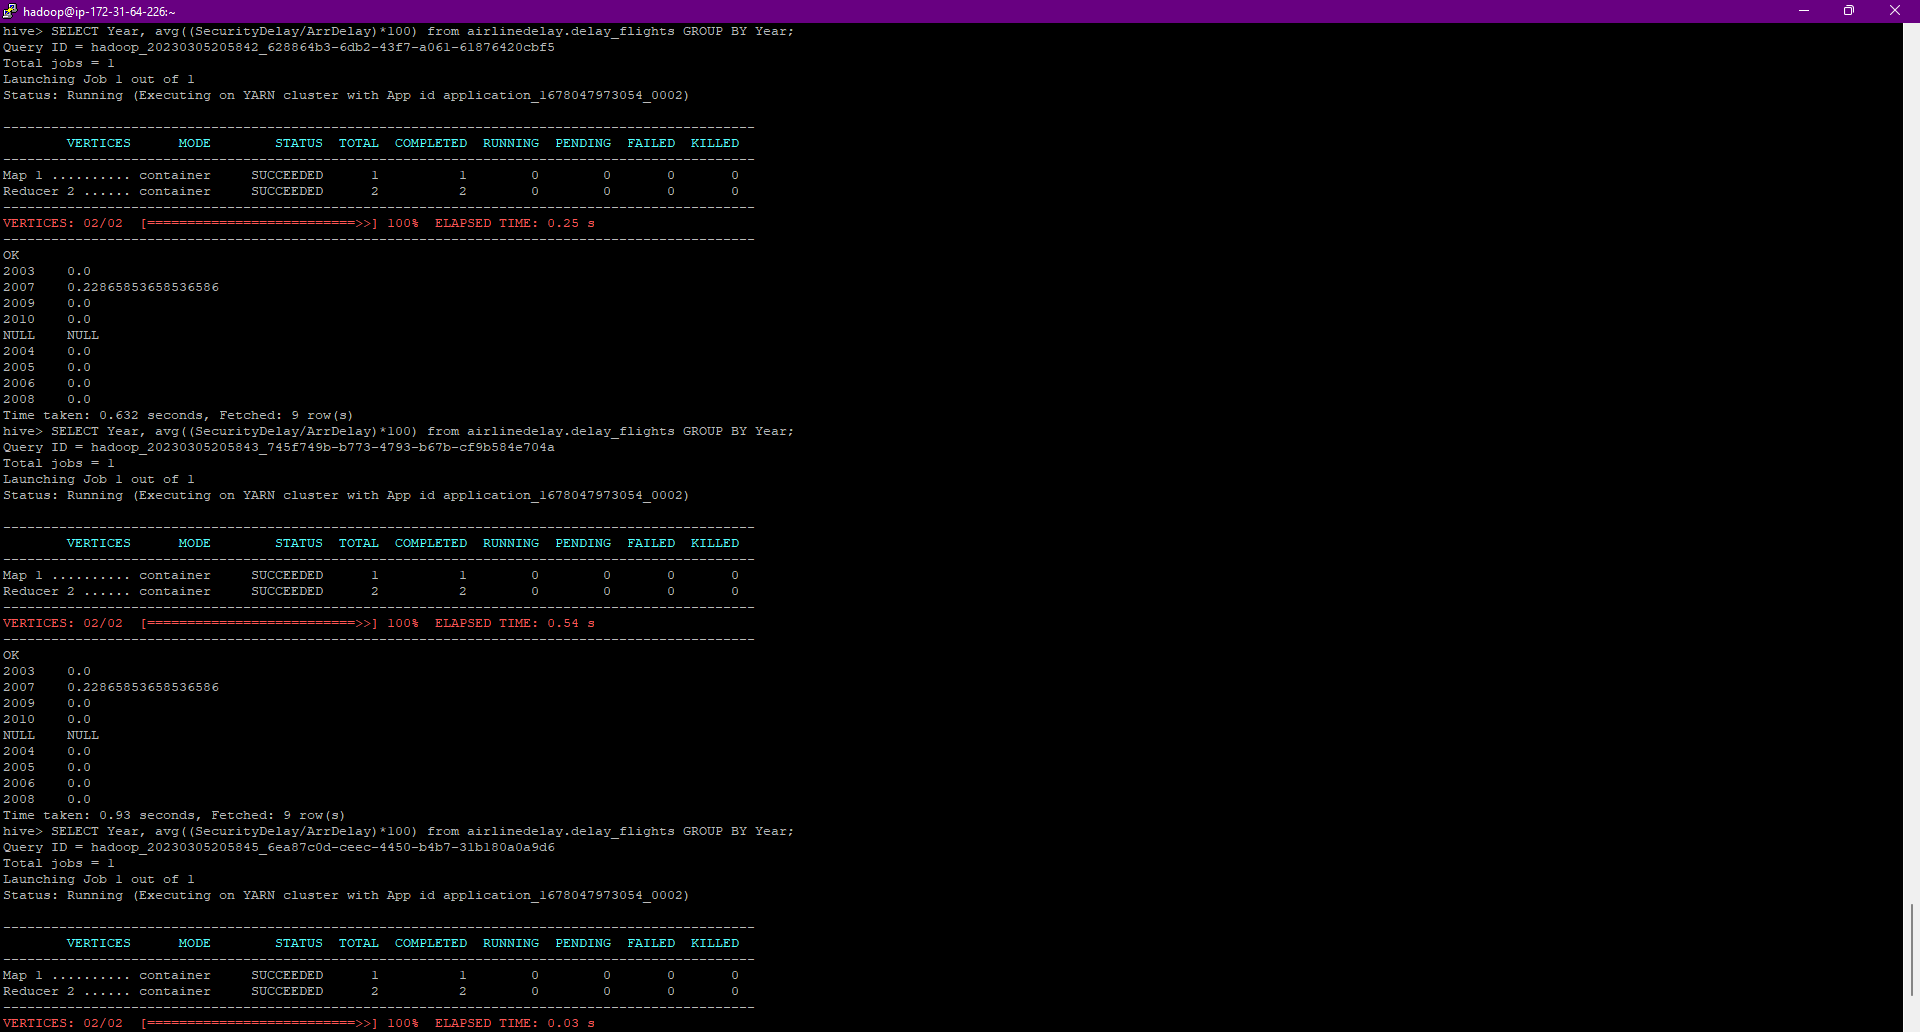 hadoop@ip-172-31-64-226:~
hive> SELECT Year, avg((SecurityDelay/ArrDelay)*100) from airlinedelay.delay_flights GROUP BY Year;
Query ID = hadoop_20230305205842_628864b3-6db2-43f7-a061-61876420cbf5
Total jobs = 1
Launching Job 1 out of 1
Status: Running (Executing on YARN cluster with App id application_1678047973054_0002)
----------------------------------------------------------------------------------------------
VERTICES MODE STATUS TOTAL COMPLETED RUNNING PENDING FAILED KILLED
----------------------------------------------------------------------------------------------
Map 1 .......... container SUCCEEDED 1 1 0 0 0 0
Reducer 2 ...... container SUCCEEDED 2 2 0 0 0 0
----------------------------------------------------------------------------------------------
VERTICES: 02/02 [==========================>>] 100% ELAPSED TIME: 0.25 s
----------------------------------------------------------------------------------------------
OK
2003 0.0
2007 0.22865853658536586
2009 0.0
2010 0.0
NULL NULL
2004 0.0
2005 0.0
2006 0.0
2008 0.0
Time taken: 0.632 seconds, Fetched: 9 row(s)
hive> SELECT Year, avg((SecurityDelay/ArrDelay)*100) from airlinedelay.delay_flights GROUP BY Year;
Query ID = hadoop_20230305205843_745f749b-b773-4793-b67b-cf9b584e704a
Total jobs = 1
Launching Job 1 out of 1
Status: Running (Executing on YARN cluster with App id application_1678047973054_0002)
----------------------------------------------------------------------------------------------
VERTICES MODE STATUS TOTAL COMPLETED RUNNING PENDING FAILED KILLED
----------------------------------------------------------------------------------------------
Map 1 .......... container SUCCEEDED 1 1 0 0 0 0
Reducer 2 ...... container SUCCEEDED 2 2 0 0 0 0
----------------------------------------------------------------------------------------------
VERTICES: 02/02 [==========================>>] 100% ELAPSED TIME: 0.54 s
----------------------------------------------------------------------------------------------
OK
2003 0.0
2007 0.22865853658536586
2009 0.0
2010 0.0
NULL NULL
2004 0.0
2005 0.0
2006 0.0
2008 0.0
Time taken: 0.93 seconds, Fetched: 9 row(s)
hive> SELECT Year, avg((SecurityDelay/ArrDelay)*100) from airlinedelay.delay_flights GROUP BY Year;
Query ID = hadoop_20230305205845_6ea87c0d-ceec-4450-b4b7-31b180a0a9d6
Total jobs = 1
Launching Job 1 out of 1
Status: Running (Executing on YARN cluster with App id application_1678047973054_0002)
----------------------------------------------------------------------------------------------
VERTICES MODE STATUS TOTAL COMPLETED RUNNING PENDING FAILED KILLED
----------------------------------------------------------------------------------------------
Map 1 .......... container SUCCEEDED 1 1 0 0 0 0
Reducer 2 ...... container SUCCEEDED 2 2 0 0 0 0
----------------------------------------------------------------------------------------------
VERTICES: 02/02 [==========================>>] 100% ELAPSED TIME: 0.03 s